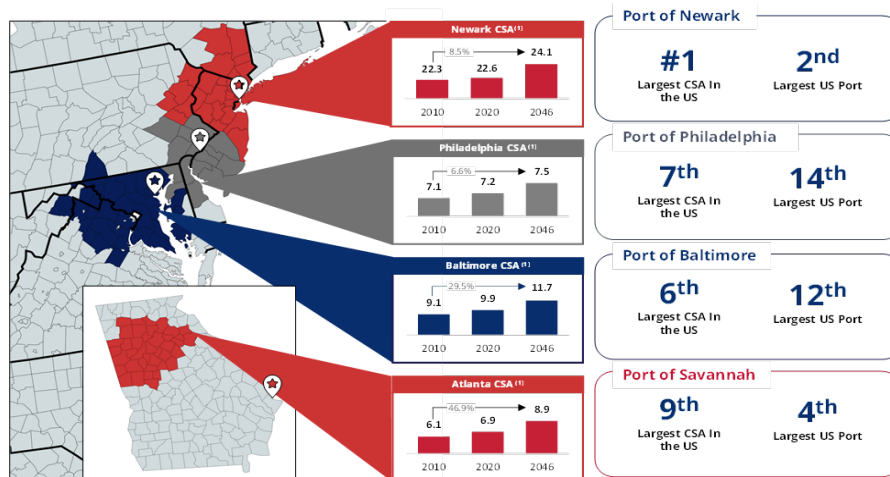 Newark CSA⁽¹⁾
8.5%
22.3 22.6 24.1
2010 2020 2046
Port of Newark
#1 2nd
Largest CSA In
the US
Largest US Port
Philadelphia CSA⁽¹⁾
6.6%
7.1 7.2 7.5
2010 2020 2046
Port of Philadelphia
7th 14th
Largest CSA In
the US
Largest US Port
Baltimore CSA⁽¹⁾
29.5%
9.1 9.9 11.7
2010 2020 2046
Port of Baltimore
6th 12th
Largest CSA In
the US
Largest US Port
Atlanta CSA⁽¹⁾
46.9%
6.1 6.9 8.9
2010 2020 2046
Port of Savannah
9th 4th
Largest CSA In
the US
Largest US Port